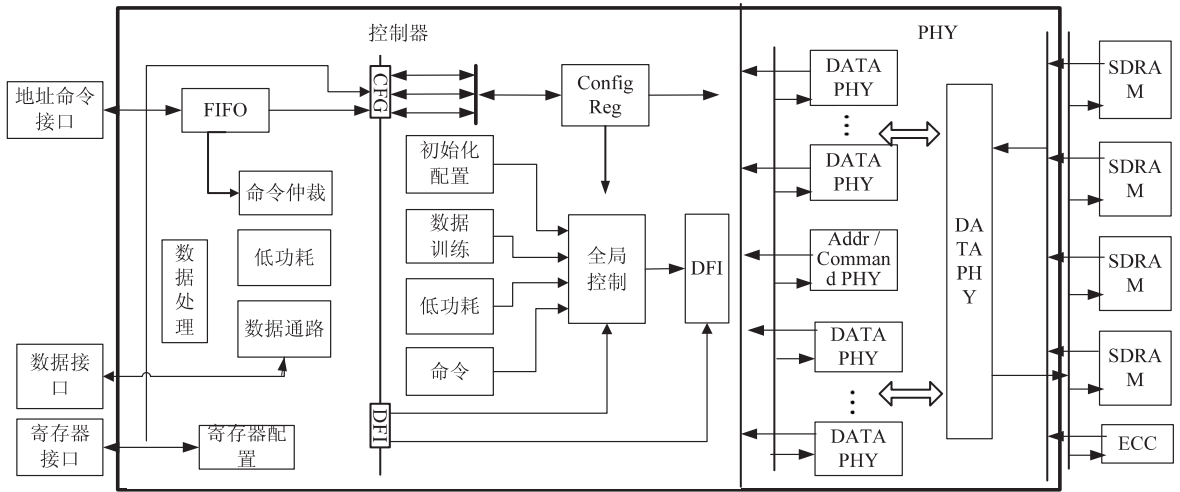 控制器
PHY
地址命令
接口
FIFO
命令仲裁
数
据
处
理
低功耗
数据通路
数据接
口
寄存器
接口
寄存器配
置
CFG
Config
Reg
初始化
配置
数据
训练
低功耗
命令
全局
控制
DFI
DFI
DATA
PHY
DATA
PHY
Addr /
Comman
d PHY
DATA
PHY
DATA
PHY
DA
TA
P H
Y
SDRA
M
SDRA
M
SDRA
M
SDRA
M
ECC